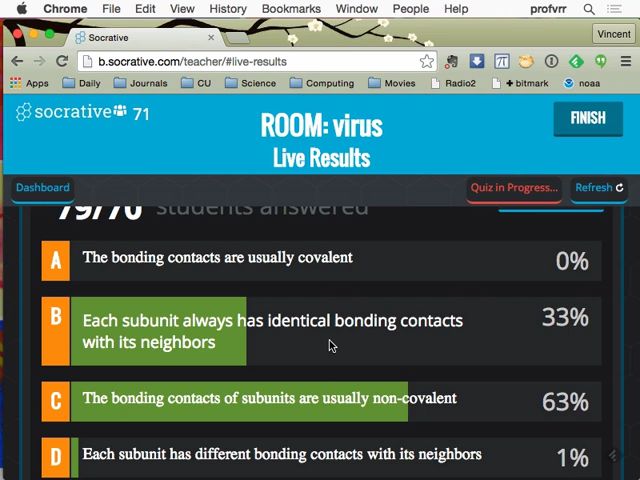 Chrome File Edit View History Bookmarks Window People Help profvrr
Socrative
Vincent
b.socrative.com/teacher/#live-results
Apps Daily Journals CU Science Computing Movies Radio2 + bitmark noaa
socrative 71
ROOM: virus
FINISH
Live Results
Dashboard
Quiz in Progress...
Refresh
79/70 students answered
A The bonding contacts are usually covalent 0%
B Each subunit always has identical bonding contacts 33%
with its neighbors
C The bonding contacts of subunits are usually non-covalent 63%
D Each subunit has different bonding contacts with its neighbors 1%